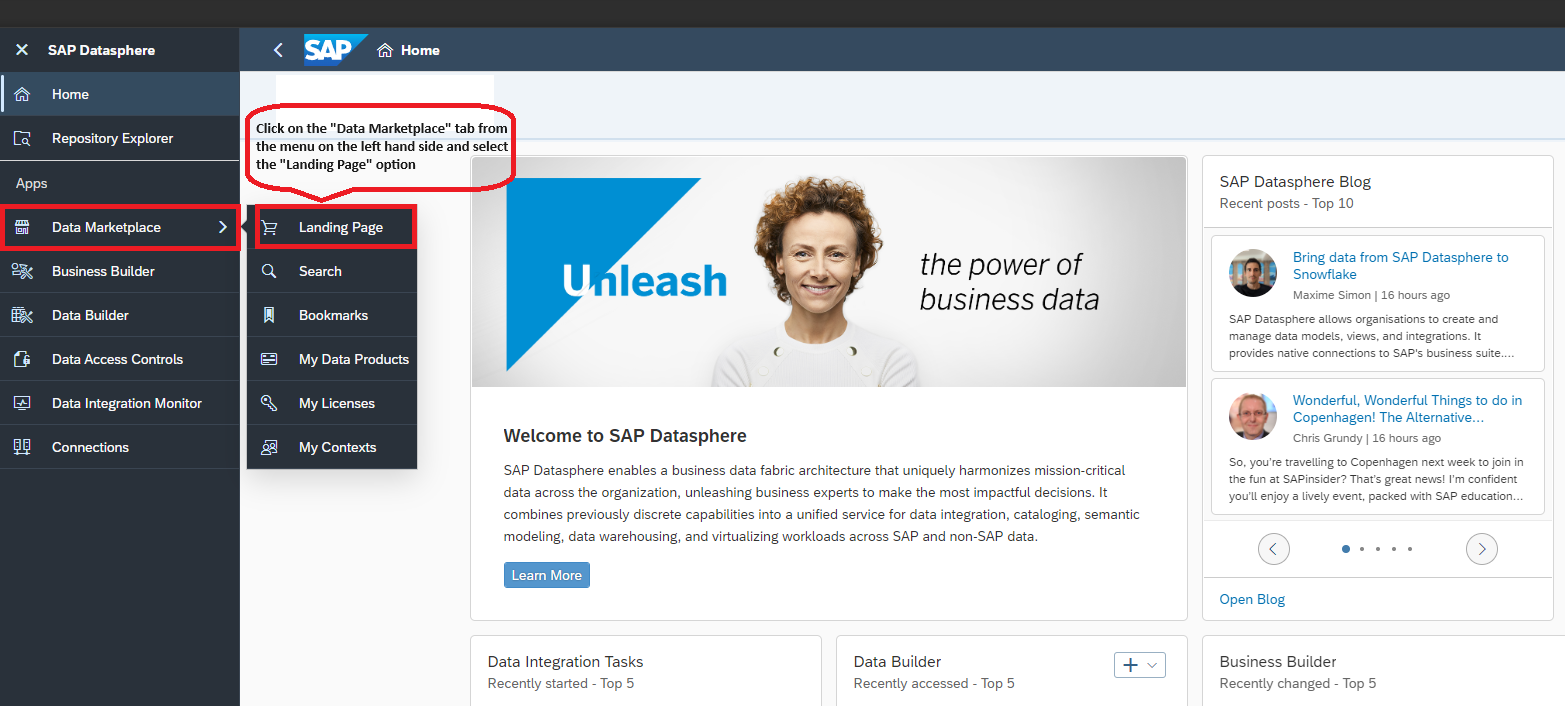 SAP Datasphere
SAP
Home
Home
Repository Explorer
Apps
Data Marketplace
Business Builder
Data Builder
Data Access Controls
Data Integration Monitor
Connections
Click on the "Data Marketplace" tab from
the menu on the left hand side and select
the "Landing Page" option
Landing Page
Search
Bookmarks
My Data Products
My Licenses
My Contexts
Unleash
the power of
business data
Welcome to SAP Datasphere
SAP Datasphere enables a business data fabric architecture that uniquely harmonizes mission-critical
data across the organization, unleashing business experts to make the most impactful decisions. It
combines previously discrete capabilities into a unified service for data integration, cataloging, semantic
modeling, data warehousing, and virtualizing workloads across SAP and non-SAP data.
Learn More
SAP Datasphere Blog
Recent posts - Top 10
Bring data from SAP Datasphere to
Snowflake
Maxime Simon | 16 hours ago
SAP Datasphere allows organisations to create and
manage data models, views, and integrations. It
provides native connections to SAP's business suite....
Wonderful, Wonderful Things to do in
Copenhagen! The Alternative...
Chris Grundy | 16 hours ago
So, you're travelling to Copenhagen next week to join in
the fun at SAPinsider? That's great news! I'm confident
you'll enjoy a lively event, packed with SAP education...
Open Blog
Data Integration Tasks
Recently started - Top 5
Data Builder
Recently accessed - Top 5
Business Builder
Recently changed - Top 5